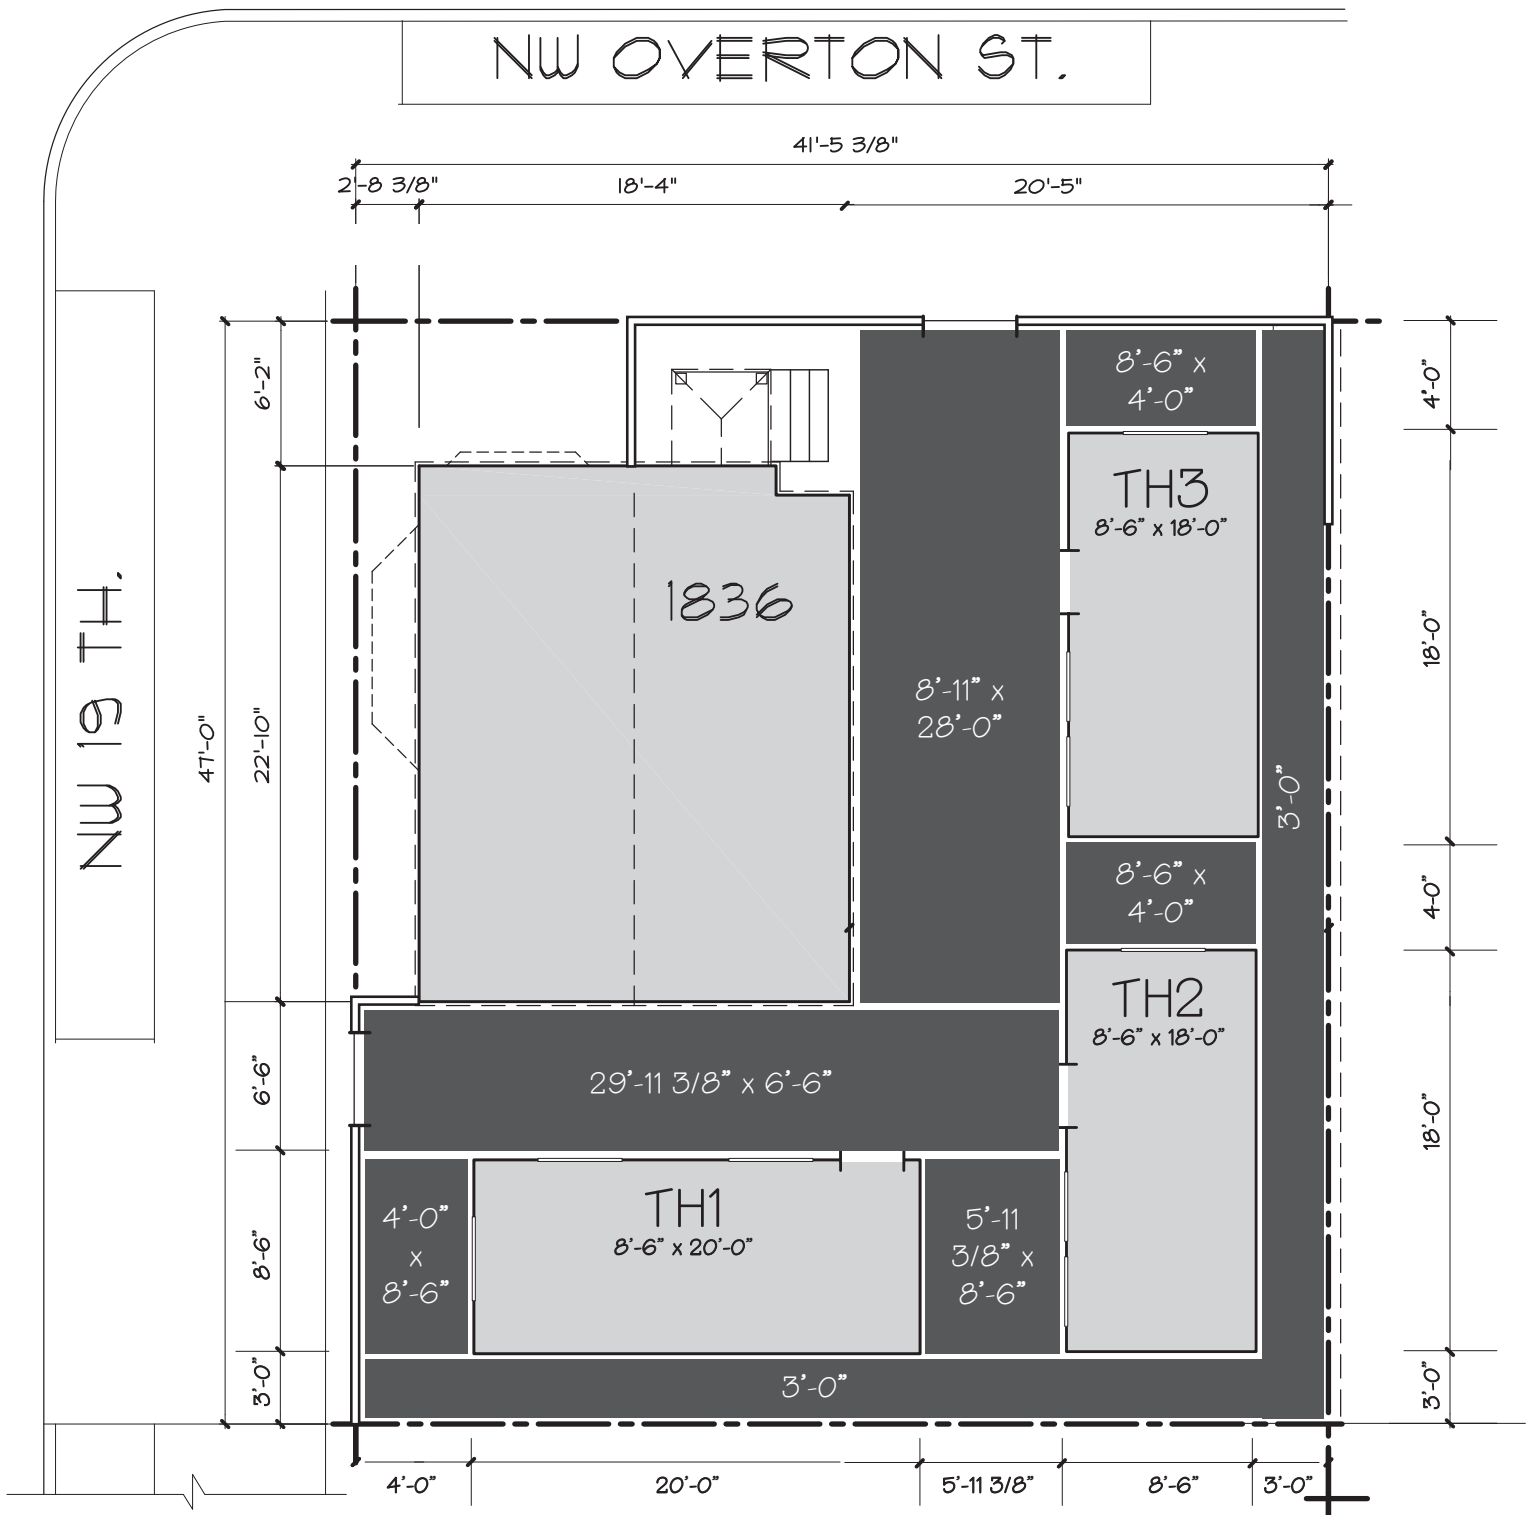 NW OVERTON ST.
41'-5 3/8"
2'-8 3/8"
18'-4"
20'-5"
6'-2"
8'-6” x
4'-0”
4'-0”
TH3
8'-6” x 18'-0”
NW 19 TH.
1836
18'-0”
47'-0"
22'-10"
8'-11” x
28'-0”
3'-0”
8'-6” x
4'-0”
4-0”
TH2
8'-6” x 18'-0”
6'-6”
29'-11 3/8” x 6'-6”
18'-0”
8'-6”
4'-0”
x
8'-6”
TH1
8'-6” x 20'-0”
5'-11
3/8” x
8'-6”
3'-0”
3'-0”
3'-0”
4'-0”
20'-0”
5'-11 3/8”
8'-6”
3'-0”